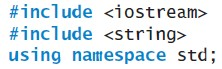 #include <iostream>
#include <string>
using namespace std;